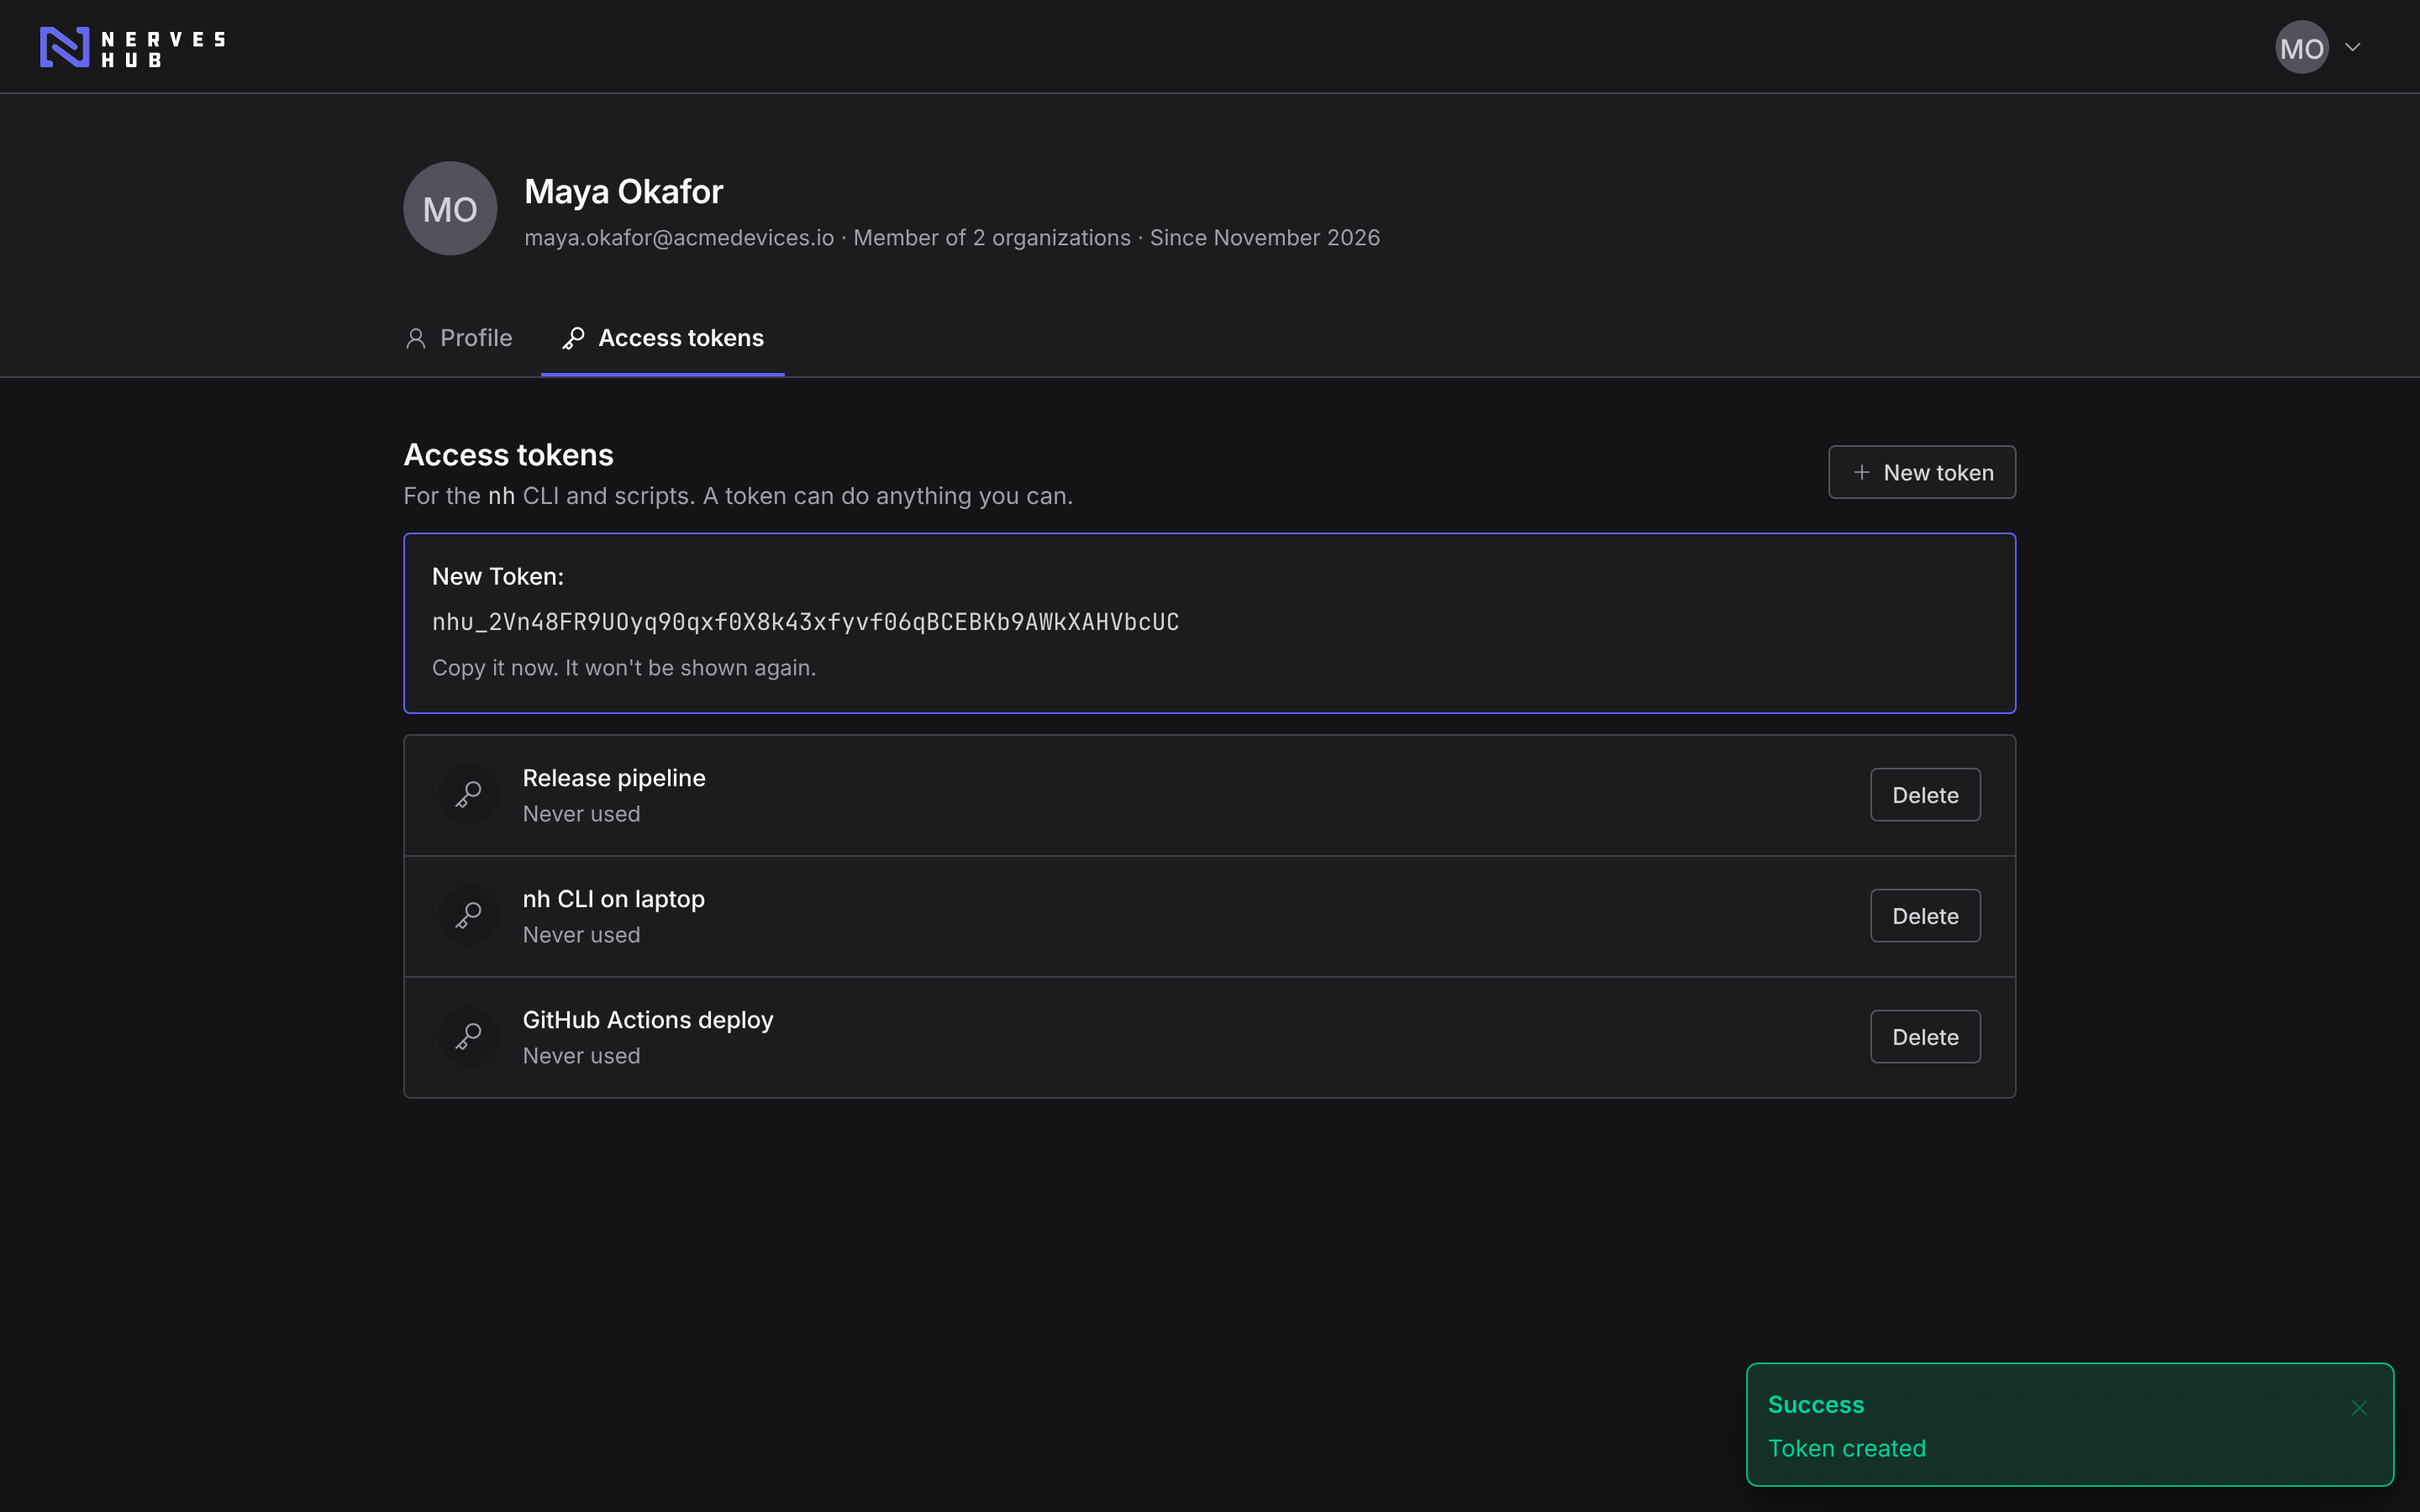 NERVES
HUB
MO
MO
Maya Okafor
maya.okafor@acmedevices.io · Member of 2 organizations · Since November 2026
Profile
Access tokens
Access tokens
For the nh CLI and scripts. A token can do anything you can.
New token
New Token:
nhu_2Vn48FR9UOyq90qxf0X8k43xfyvf06qBCEBKb9AWkXAHVbcUC
Copy it now. It won't be shown again.
Release pipeline
Never used
Delete
nh CLI on laptop
Never used
Delete
GitHub Actions deploy
Never used
Delete
Success
Token created